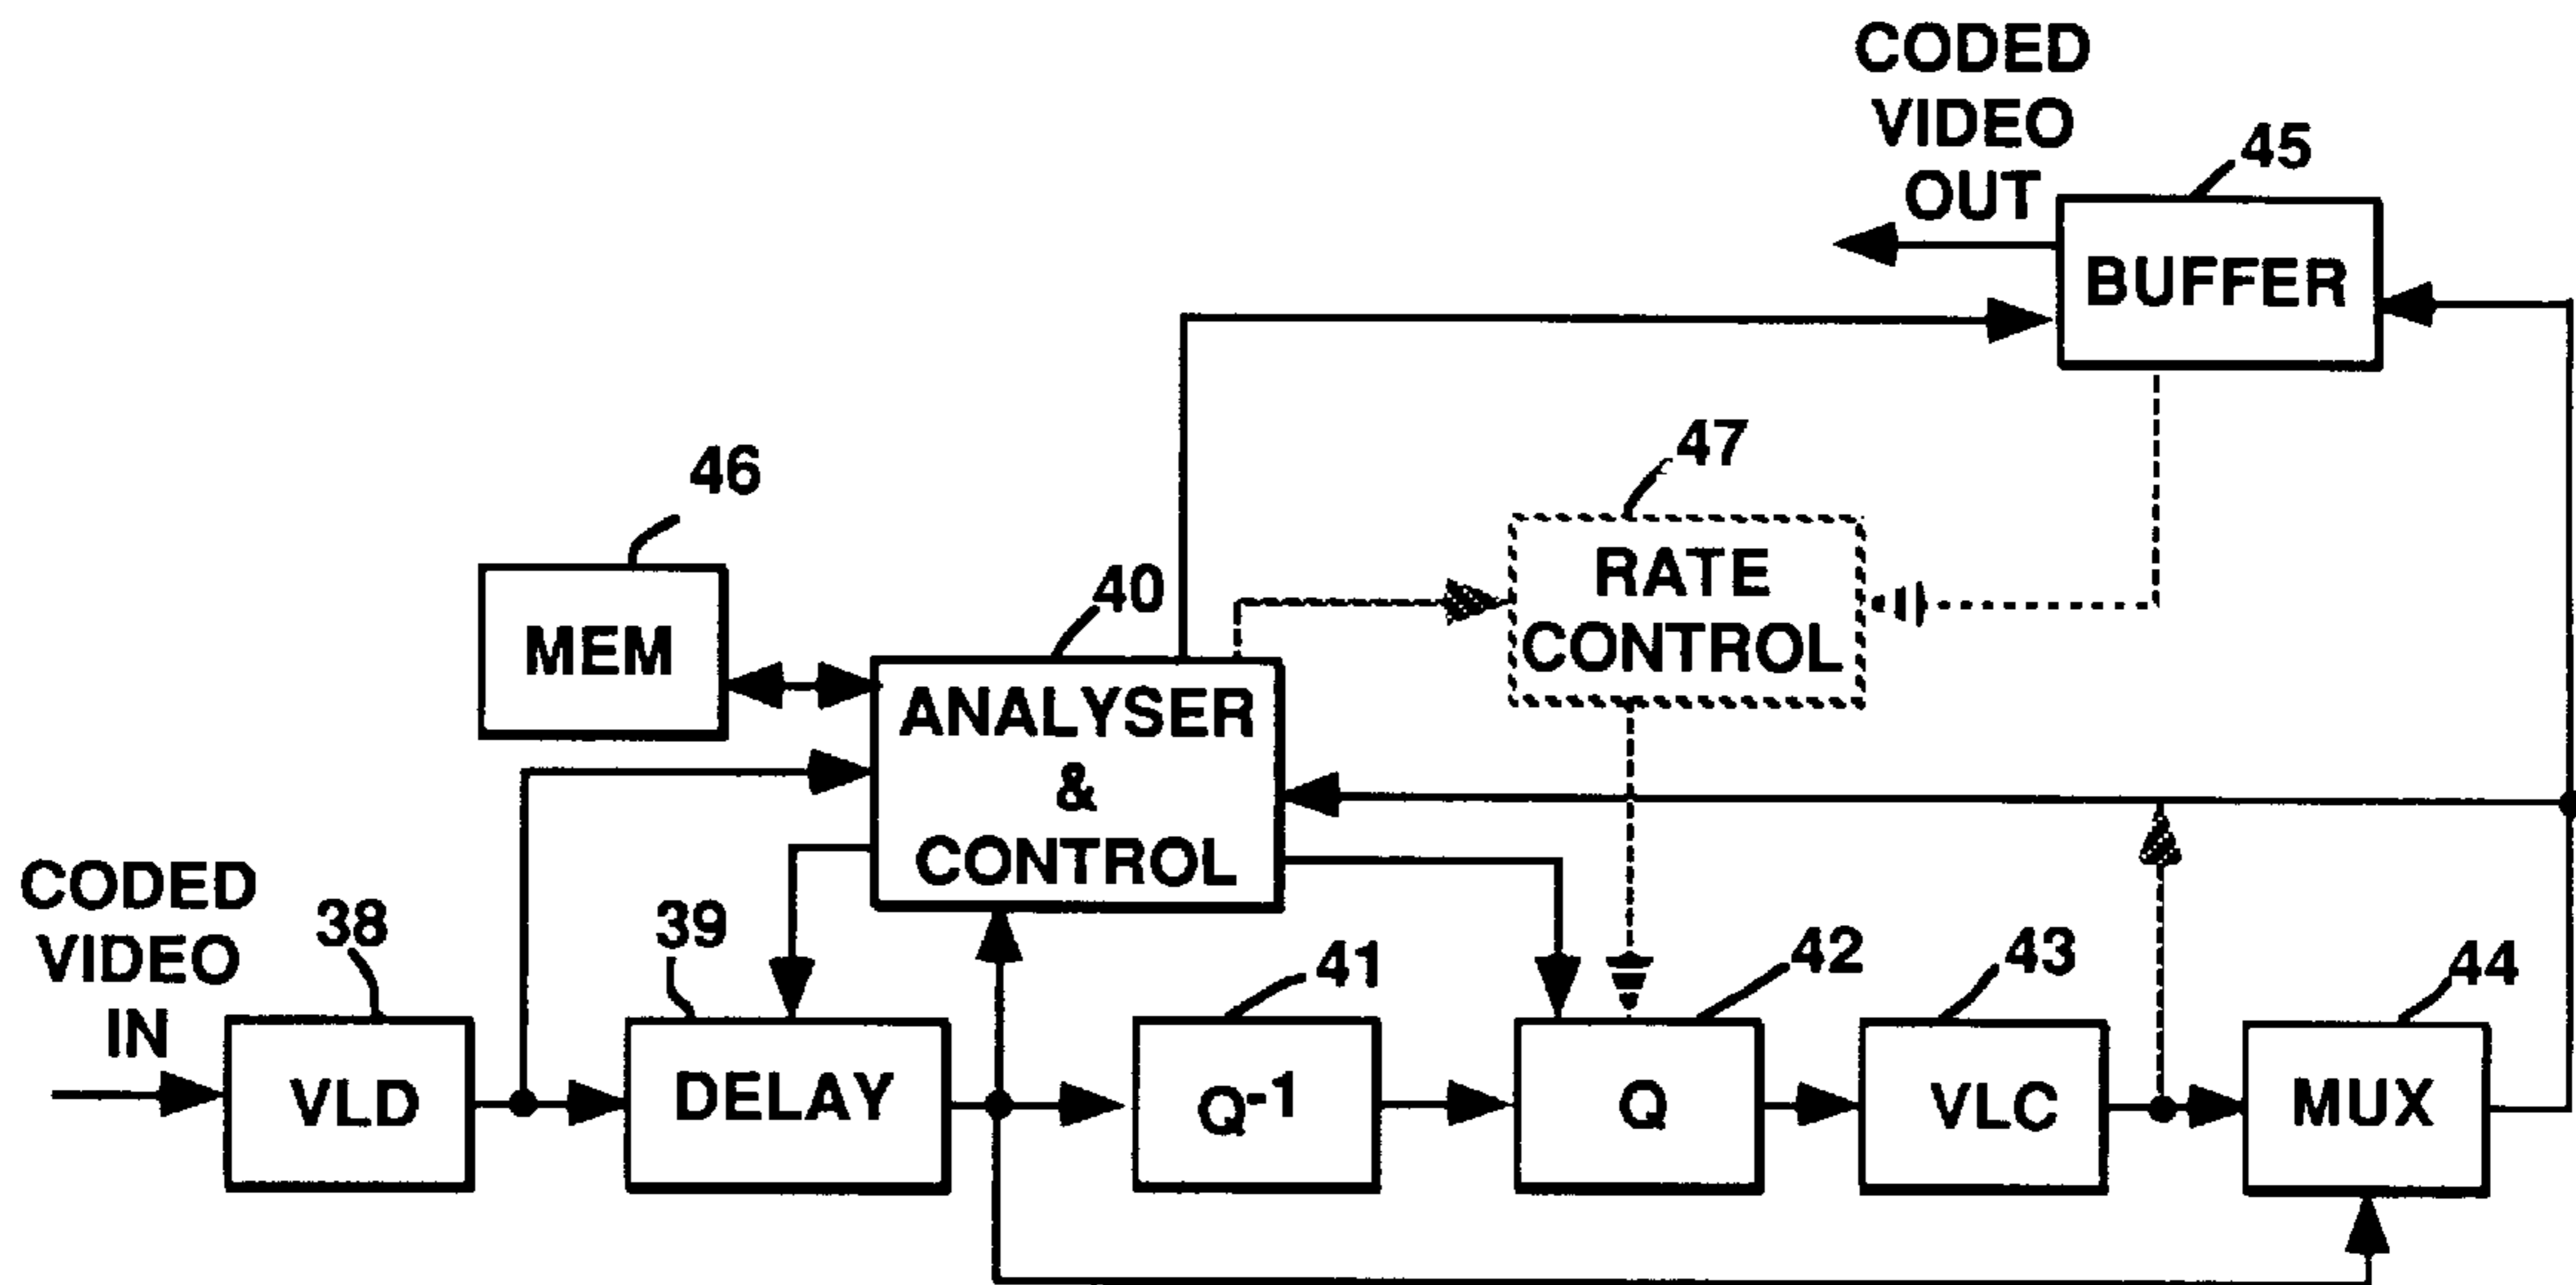 CODED
VIDEO
OUT
45
BUFFER
47
RATE
CONTROL
46
MEM
40
ANALYSER
&
CONTROL
CODED
VIDEO
IN
38
VLD
39
DELAY
41
Q-1
42
Q
43
VLC
44
MUX